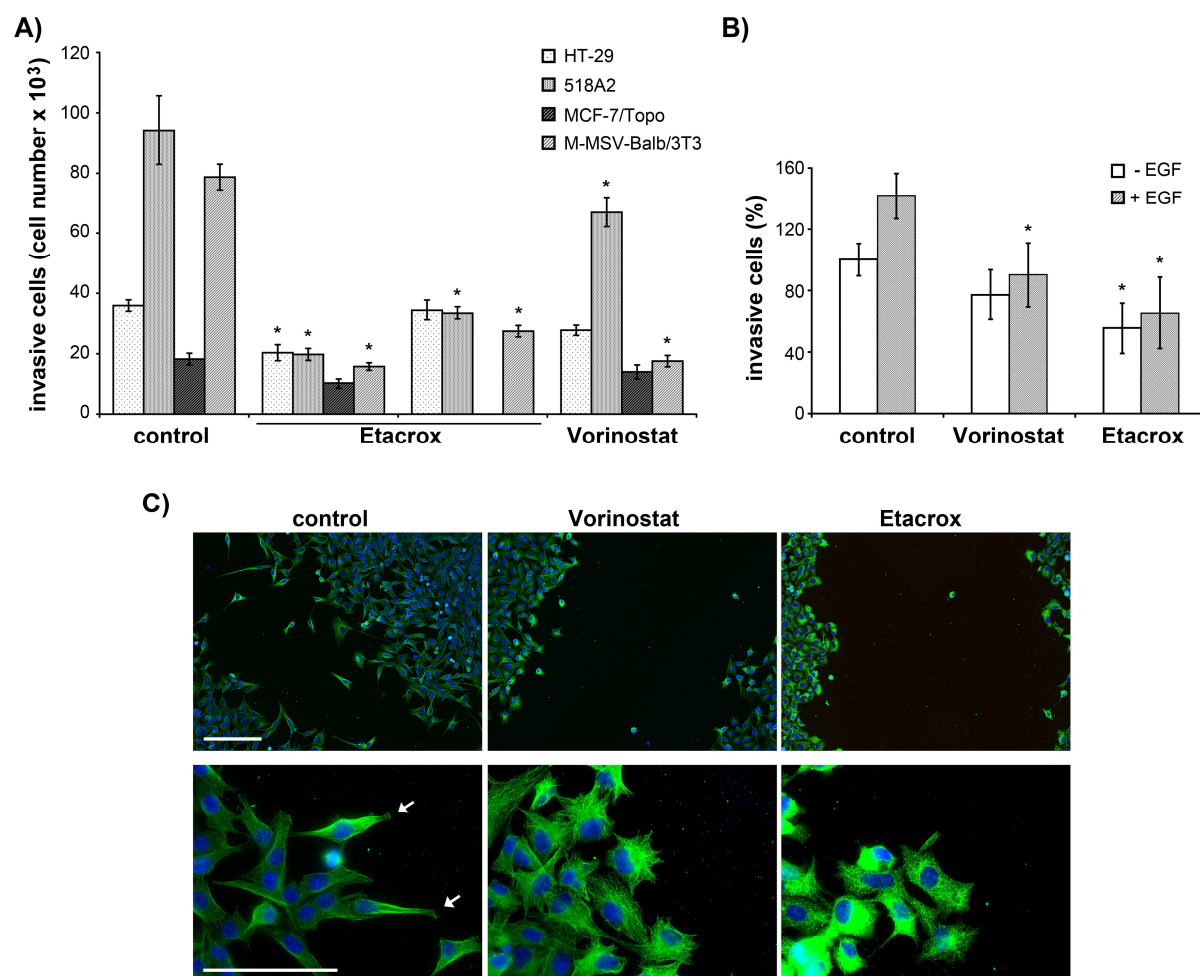 A)
invasive cells (cell number x 10³)
120
100
80
60
40
20
0
HT-29
518A2
MCF-7/Topo
M-MSV-Balb/3T3
* * *
* *
* *
control Etacrox Vorinostat
B)
invasive cells (%)
160
120
80
40
0
- EGF
+ EGF
*
* *
control Vorinostat Etacrox
C)
control Vorinostat Etacrox